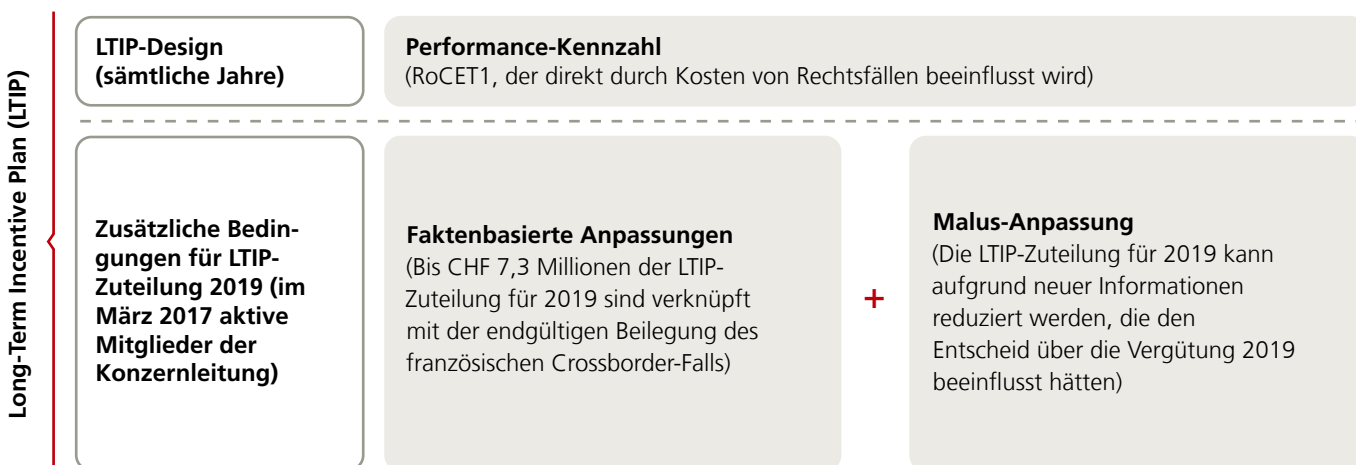 Long-Term Incentive Plan (LTIP)
LTIP-Design
(sämtliche Jahre)
Performance-Kennzahl
(RoCET1, der direkt durch Kosten von Rechtsfällen beeinflusst wird)
Zusätzliche Bedin-
gungen für LTIP-
Zuteilung 2019 (im
März 2017 aktive
Mitglieder der
Konzernleitung)
Faktenbasierte Anpassungen
(Bis CHF 7,3 Millionen der LTIP-
Zuteilung für 2019 sind verknüpft
mit der endgültigen Beilegung des
französischen Crossborder-Falls)
+
Malus-Anpassung
(Die LTIP-Zuteilung für 2019 kann
aufgrund neuer Informationen
reduziert werden, die den
Entscheid über die Vergütung 2019
beeinflusst hätten)